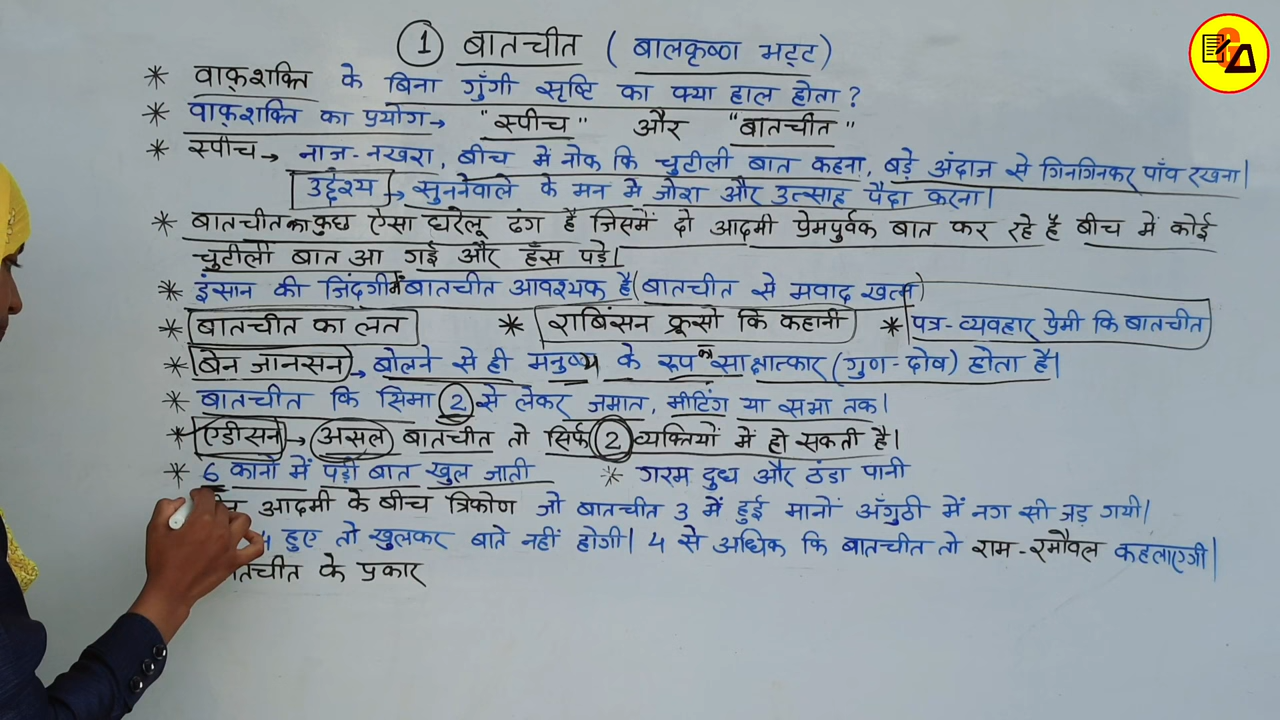 ① बातचीत ( बालकृष्ण भट्ट )
* वाक्शक्ति के बिना गुँगी सृष्टि का क्या हाल होता ?
* वाक्शक्ति का प्रयोग → "स्पीच" और "बातचीत"
* स्पीच → नाज-नखरा, बीच में नोक कि चुटीली बात कहना, बड़े अंदाज से गिनगिनकर पाँव रखना।
उद्देश्य → सुननेवाले के मन में जोश और उत्साह पैदा करना।
* बातचीत का कुछ ऐसा घरेलू ढंग है जिसमें दो आदमी प्रेमपुर्वक बात कर रहे है बीच में कोई
चुटीली बात आ गई और हँस पड़े।
* इंसान की जिंदगी में बातचीत आवश्यक है (बातचीत से मवाद खत्म)
* बातचीत का लत * राबिंसन क्रूसो कि कहानी * पत्र-व्यवहार प्रेमी कि बातचीत
* बेन जानसन → बोलने से ही मनुष्य के रूप का साक्षात्कार (गुण-दोष) होता है।
* बातचीत कि सिमा 2 से लेकर जमात, मीटिंग या सभा तक।
* एडीसन → असल बातचीत तो सिर्फ 2 व्यक्तियों में हो सकती है।
* 6 कानों में पड़ी बात खुल जाती * गरम दुध और ठंडा पानी
आदमी के बीच त्रिकोण जो बातचीत 3 में हुई मानों अँगुठी में नग सी जड़ गयी।
4 हुए तो खुलकर बाते नहीं होगी। 4 से अधिक कि बातचीत तो राम-रमौवल कहलाएगी।
तचीत के प्रकार